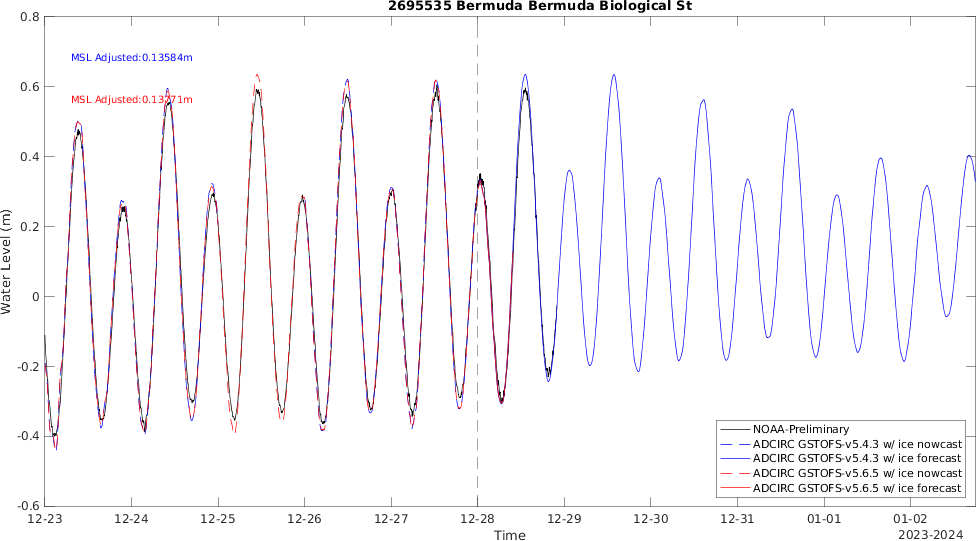 2695535 Bermuda Bermuda Biological St
MSL Adjusted:0.13584m
MSL Adjusted:0.13271m
Water Level (m)
0.8
0.6
0.4
0.2
0
-0.2
-0.4
-0.6
NOAA-Preliminary
ADCIRC GSTOFS-v5.4.3 w/ ice nowcast
ADCIRC GSTOFS-v5.4.3 w/ ice forecast
ADCIRC GSTOFS-v5.6.5 w/ ice nowcast
ADCIRC GSTOFS-v5.6.5 w/ ice forecast
12-23 12-24 12-25 12-26 12-27 12-28 12-29 12-30 12-31 01-01 01-02
Time
2023-2024